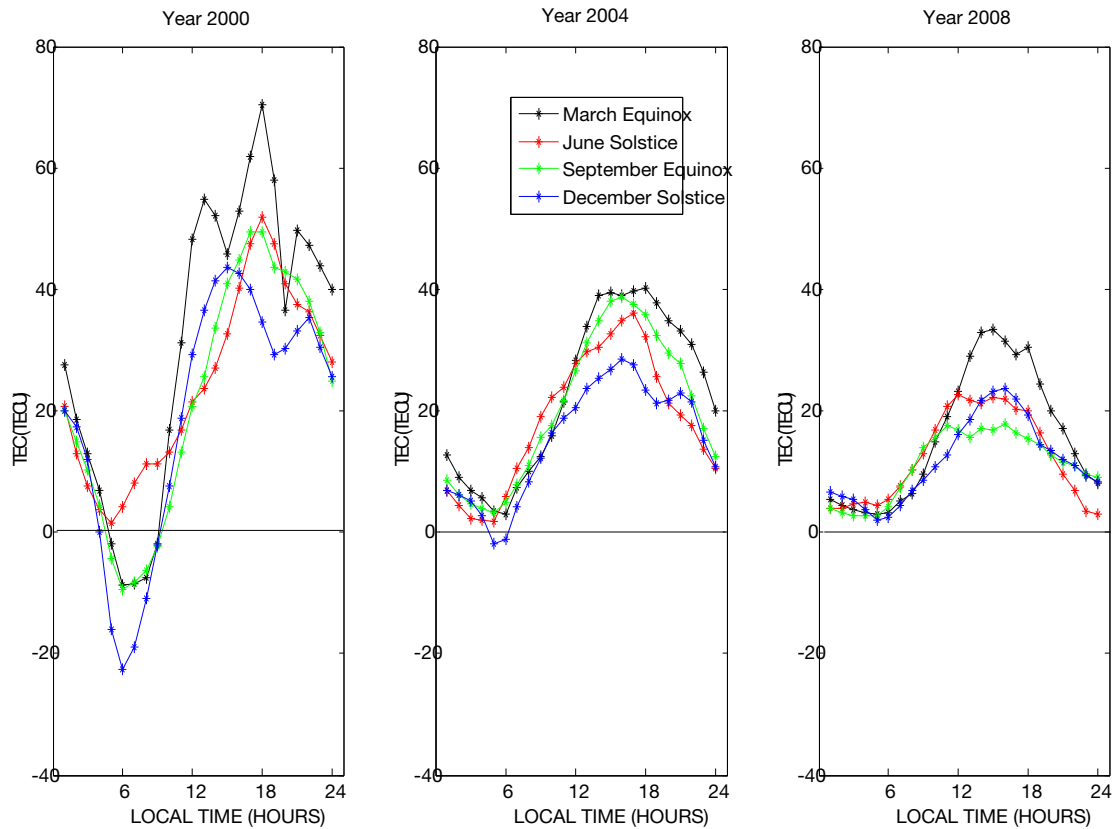 Year 2000
Year 2004
Year 2008
80
60
40
20
0
-20
-40
TEC(TECU)
6
12
18
24
LOCAL TIME (HOURS)
80
60
40
20
0
-20
-40
TEC(TECU)
6
12
18
24
LOCAL TIME (HOURS)
March Equinox
June Solstice
September Equinox
December Solstice
80
60
40
20
0
-20
-40
TEC(TECU)
6
12
18
24
LOCAL TIME (HOURS)